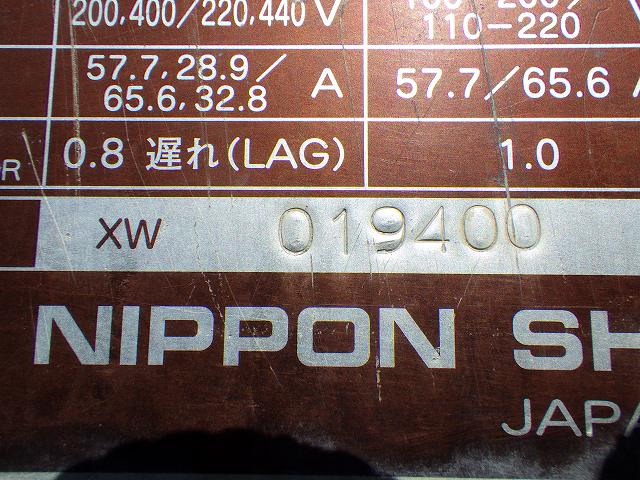 200,400/220,440 V
110-220
57.7, 28.9/
65.6, 32.8
A
57.7/65.6
R
0.8 遅れ(LAG)
1.0
XW
019400
NIPPON SH
JAPA